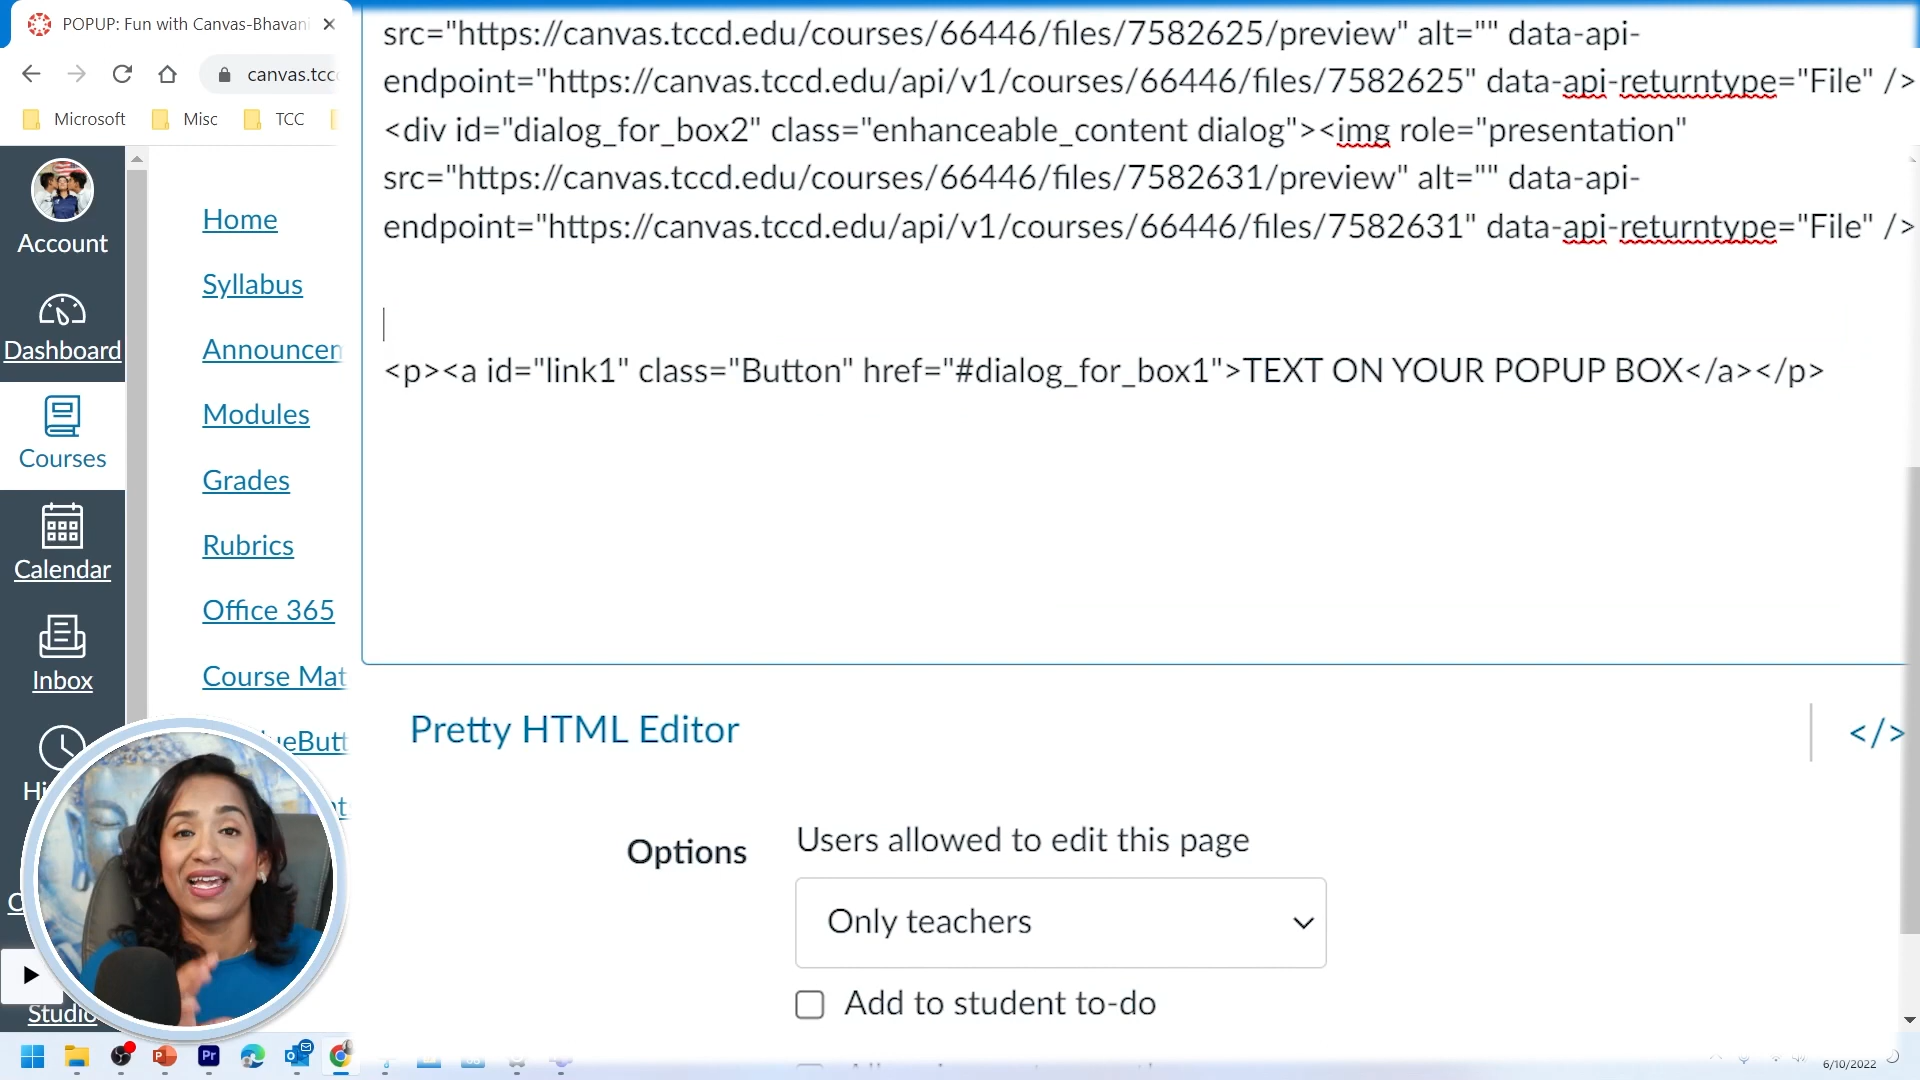 POPUP: Fun with Canvas-Bhavani
canvas.tcc
Microsoft
Misc
TCC
Account
Dashboard
Courses
Calendar
Inbox
Studio
Home
Syllabus
Announcen
Modules
Grades
Rubrics
Office 365
Course Mat
src="https://canvas.tccd.edu/courses/66446/files/7582625/preview" alt="" data-api-
endpoint="https://canvas.tccd.edu/api/v1/courses/66446/files/7582625" data-api-returntype="File" />
<div id="dialog_for_box2" class="enhanceable_content dialog"><img role="presentation"
src="https://canvas.tccd.edu/courses/66446/files/7582631/preview" alt="" data-api-
endpoint="https://canvas.tccd.edu/api/v1/courses/66446/files/7582631" data-api-returntype="File" />
<p><a id="link1" class="Button" href="#dialog_for_box1">TEXT ON YOUR POPUP BOX</a></p>
Pretty HTML Editor
</>
Options
Users allowed to edit this page
Only teachers
Add to student to-do
6/10/2022